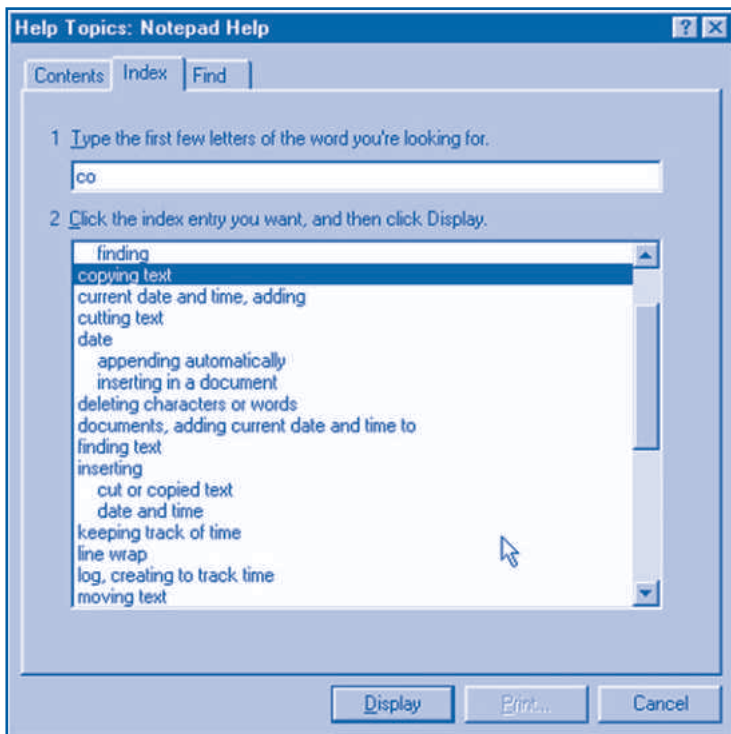 Help Topics: Notepad Help
Contents Index Find
1 Type the first few letters of the word you're looking for.
co
2 Click the index entry you want, and then click Display.
finding
copying text
current date and time, adding
cutting text
date
appending automatically
inserting in a document
deleting characters or words
documents, adding current date and time to
finding text
inserting
cut or copied text
date and time
keeping track of time
line wrap
log, creating to track time
moving text
Display Print... Cancel